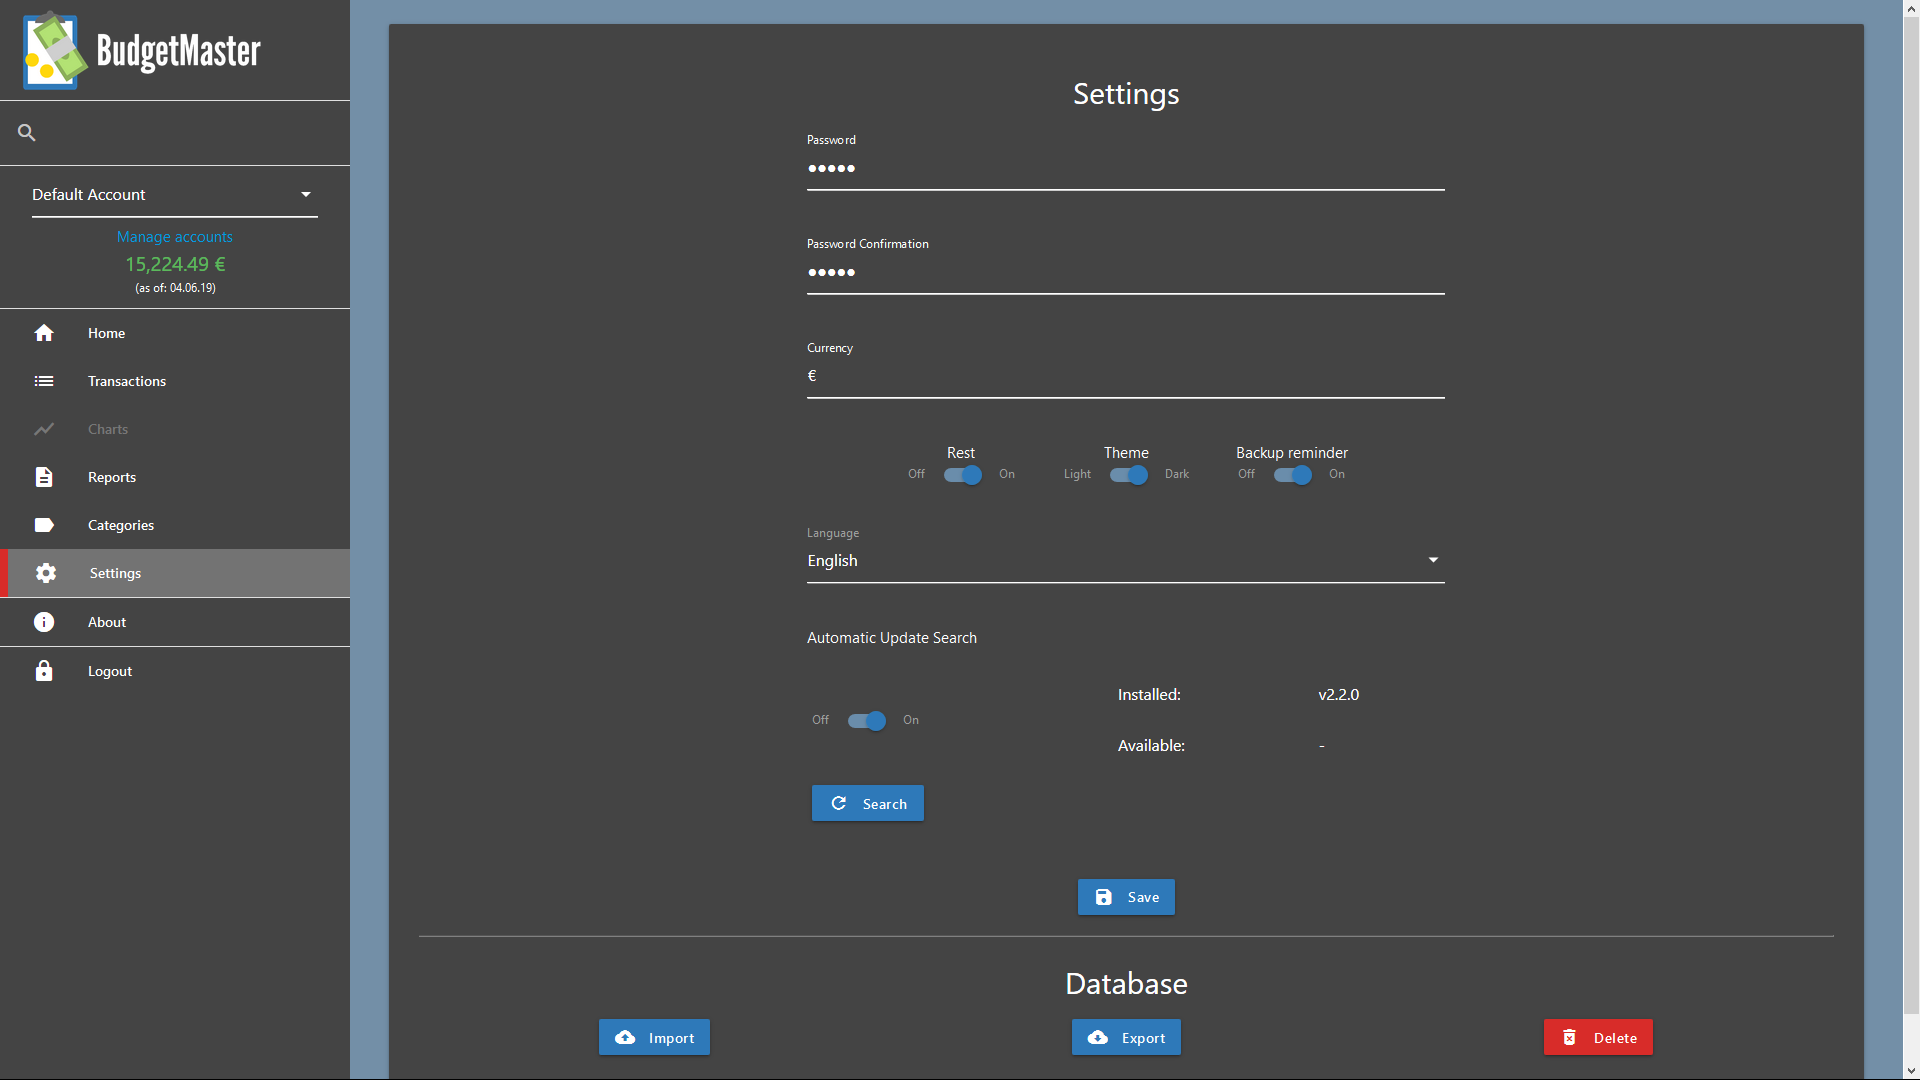 BudgetMaster
Default Account
Manage accounts
15,224.49 €
(as of: 04.06.19)
Home
Transactions
Charts
Reports
Categories
Settings
About
Logout
Settings
Password
•••••
Password Confirmation
•••••
Currency
€
Rest Theme Backup reminder
Off On Light Dark Off On
Language
English
Automatic Update Search
Installed: v2.2.0
Off On
Available: -
Search
Save
Database
Import Export Delete